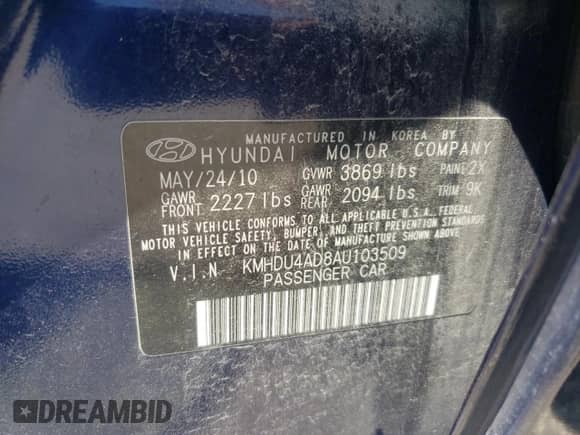 MANUFACTURED IN KOREA BY
HYUNDAI MOTOR COMPANY
MAY/24/10 GVWR 3869 lbs PAINT 2X
GAWR FRONT 2227 lbs GAWR REAR 2094 lbs TRIM 9K
THIS VEHICLE CONFORMS TO ALL APPLICABLE U.S.A. FEDERAL
MOTOR VEHICLE SAFETY, BUMPER, AND THEFT PREVENTION
STANDARDS IN EFFECT ON THE DATE OF MANUFACTURE SHOWN ABOVE.
V.I.N. KMHDU4AD8AU103509
PASSENGER CAR
DREAMBID